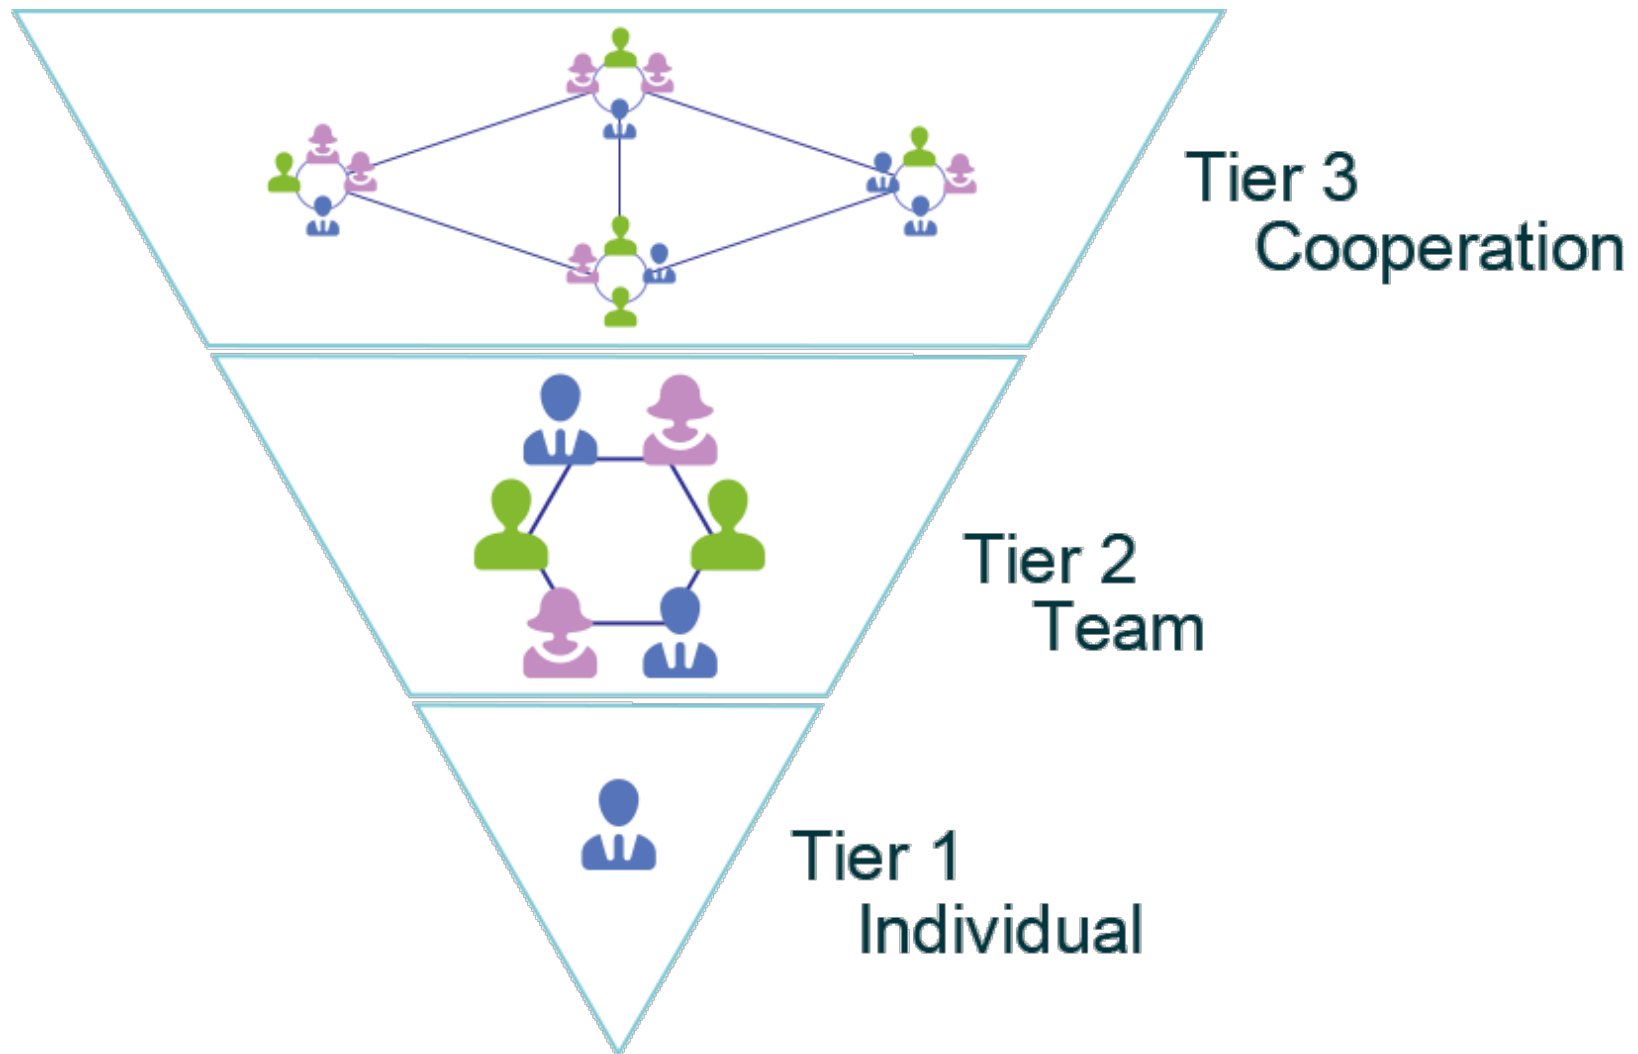 Tier 3
Cooperation
Tier 2
Team
Tier 1
Individual